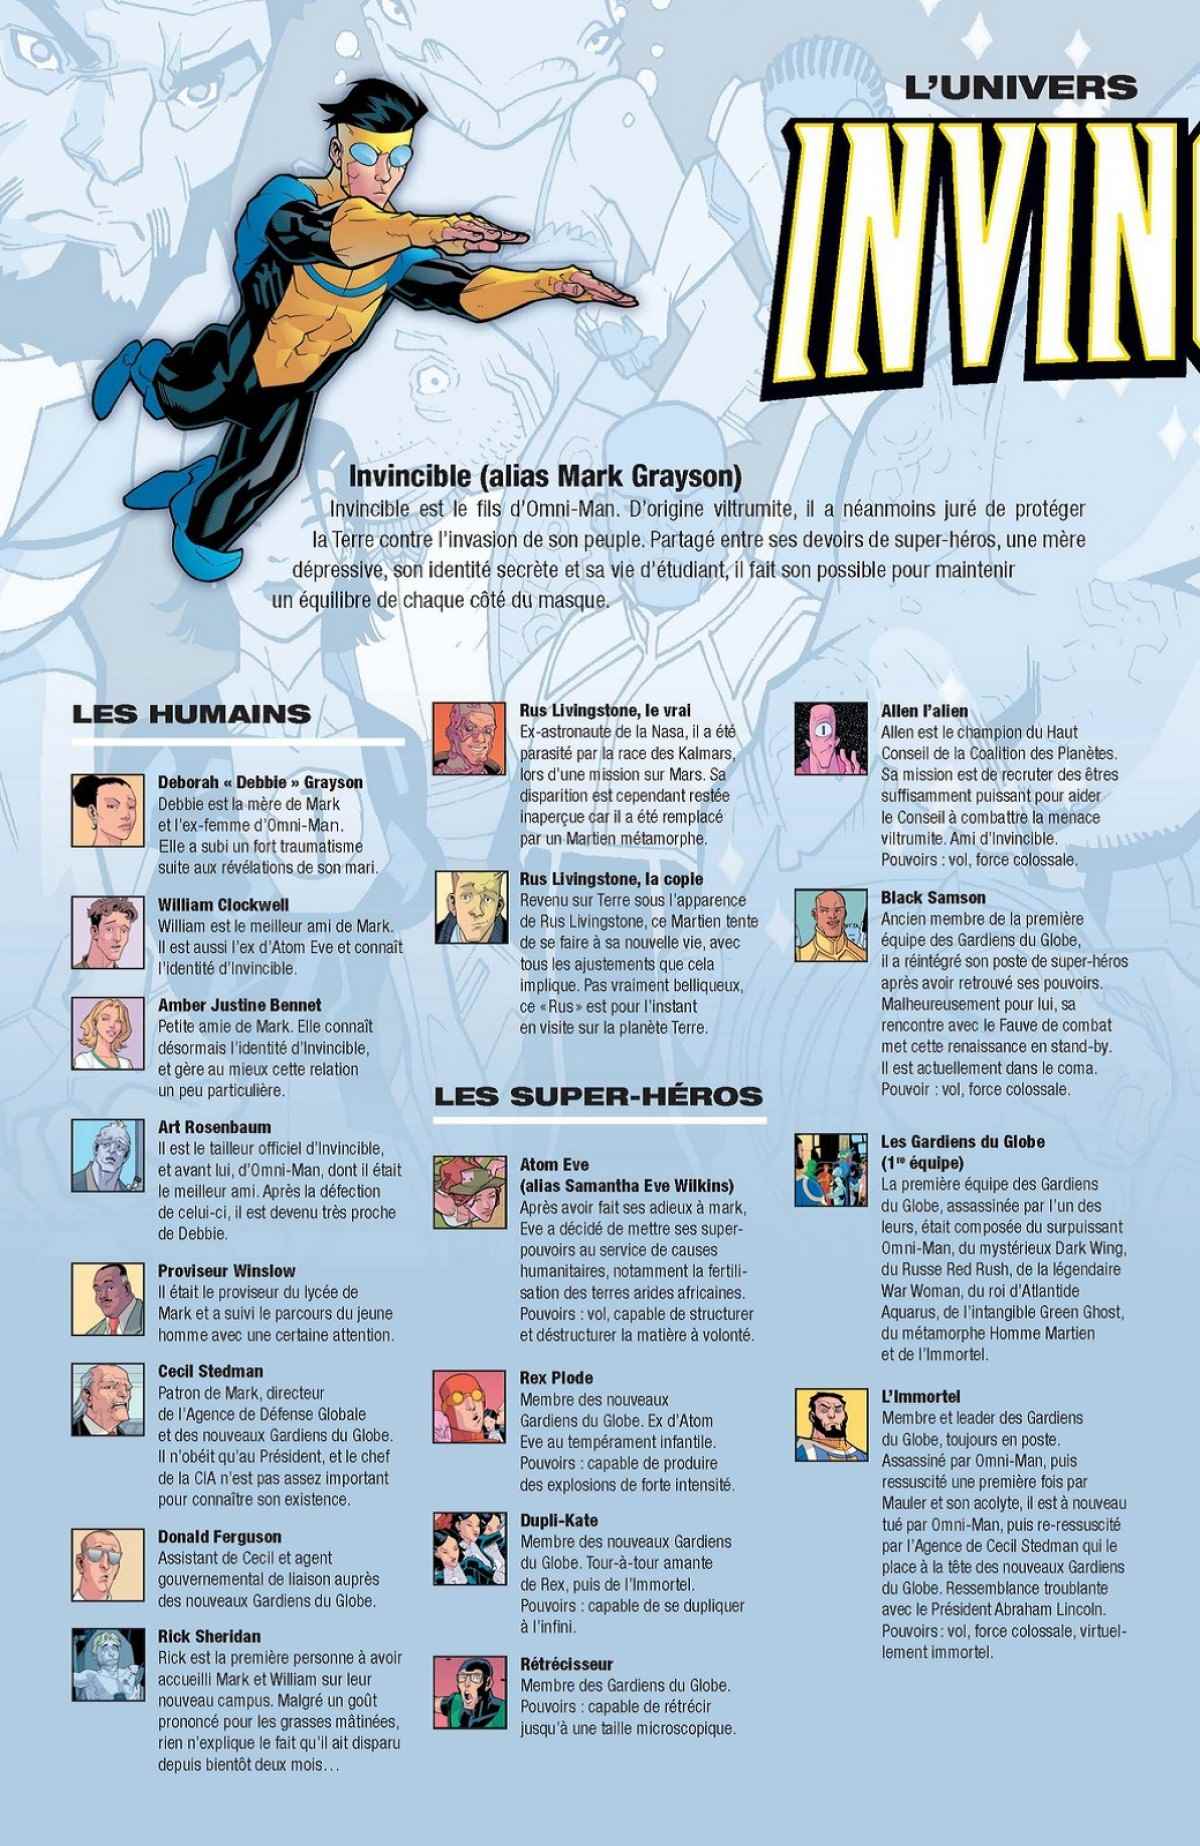 L'UNIVERS
INVIN
Invincible (alias Mark Grayson)
Invincible est le fils d'Omni-Man. D'origine viltrumite, il a néanmoins juré de protéger
la Terre contre l'invasion de son peuple. Partagé entre ses devoirs de super-héros, une mère
dépressive, son identité secrète et sa vie d'étudiant, il fait son possible pour maintenir
un équilibre de chaque côté du masque.
LES HUMAINS
Deborah « Debbie » Grayson
Debbie est la mère de Mark
et l'ex-femme d'Omni-Man.
Elle a subi un fort traumatisme
suite aux révélations de son mari.
William Clockwell
William est le meilleur ami de Mark.
Il est aussi l'ex d'Atom Eve et connaît
l'identité d'Invincible.
Amber Justine Bennet
Petite amie de Mark. Elle connaît
désormais l'identité d'Invincible,
et gère au mieux cette relation
un peu particulière.
Art Rosenbaum
Il est le tailleur officiel d'Invincible,
et avant lui, d'Omni-Man, dont il était
le meilleur ami. Après la défection
de celui-ci, il est devenu très proche
de Debbie.
Proviseur Winslow
Il était le proviseur du lycée de
Mark et a suivi le parcours du jeune
homme avec une certaine attention.
Cecil Stedman
Patron de Mark, directeur
de l'Agence de Défense Globale
et des nouveaux Gardiens du Globe.
Il n'obéit qu'au Président, et le chef
de la CIA n'est pas assez important
pour connaître son existence.
Donald Ferguson
Assistant de Cecil et agent
gouvernemental de liaison auprès
des nouveaux Gardiens du Globe.
Rick Sheridan
Rick est la première personne à avoir
accueilli Mark et William sur leur
nouveau campus. Malgré un goût
prononcé pour les grasses mâtinées,
rien n'explique le fait qu'il ait disparu
depuis bientôt deux mois…
Rus Livingstone, le vrai
Ex-astronaute de la Nasa, il a été
parasité par la race des Kalmars,
lors d'une mission sur Mars. Sa
disparition est cependant restée
inaperçue car il a été remplacé
par un Martien métamorphe.
Rus Livingstone, la copie
Revenu sur Terre sous l'apparence
de Rus Livingstone, ce Martien tente
de se faire à sa nouvelle vie, avec
tous les ajustements que cela
implique. Pas vraiment belliqueux,
ce « Rus » est pour l'instant
en visite sur la planète Terre.
LES SUPER-HÉROS
Atom Eve
(alias Samantha Eve Wilkins)
Après avoir fait ses adieux à mark,
Eve a décidé de mettre ses super-
pouvoirs au service de causes
humanitaires, notamment la fertili-
sation des terres arides africaines.
Pouvoirs : vol, capable de structurer
et déstructurer la matière à volonté.
Rex Plode
Membre des nouveaux
Gardiens du Globe. Ex d'Atom
Eve au tempérament infantile.
Pouvoirs : capable de produire
des explosions de forte intensité.
Dupli-Kate
Membre des nouveaux Gardiens
du Globe. Tour-à-tour amante
de Rex, puis de l'Immortel.
Pouvoirs : capable de se dupliquer
à l'infini.
Rétrécisseur
Membre des Gardiens du Globe.
Pouvoirs : capable de rétrécir
jusqu'à une taille microscopique.
Allen l'alien
Allen est le champion du Haut
Conseil de la Coalition des Planètes.
Sa mission est de recruter des êtres
suffisamment puissant pour aider
le Conseil à combattre la menace
viltrumite. Ami d'Invincible.
Pouvoirs : vol, force colossale.
Black Samson
Ancien membre de la première
équipe des Gardiens du Globe,
il a réintégré son poste de super-héros
après avoir retrouvé ses pouvoirs.
Malheureusement pour lui, sa
rencontre avec le Fauve de combat
met cette renaissance en stand-by.
Il est actuellement dans le coma.
Pouvoir : vol, force colossale.
Les Gardiens du Globe
(1re équipe)
La première équipe des Gardiens
du Globe, assassinée par l'un des
leurs, était composée du surpuissant
Omni-Man, du mystérieux Dark Wing,
du Russe Red Rush, de la légendaire
War Woman, du roi d'Atlantide
Aquarus, de l'intangible Green Ghost,
du métamorphe Homme Martien
et de l'Immortel.
L'Immortel
Membre et leader des Gardiens
du Globe, toujours en poste.
Assassiné par Omni-Man, puis
ressuscité une première fois par
Mauler et son acolyte, il est à nouveau
tué par Omni-Man, puis re-ressuscité
par l'Agence de Cecil Stedman qui le
place à la tête des nouveaux Gardiens
du Globe. Ressemblance troublante
avec le Président Abraham Lincoln.
Pouvoirs : vol, force colossale, virtuel-
lement immortel.